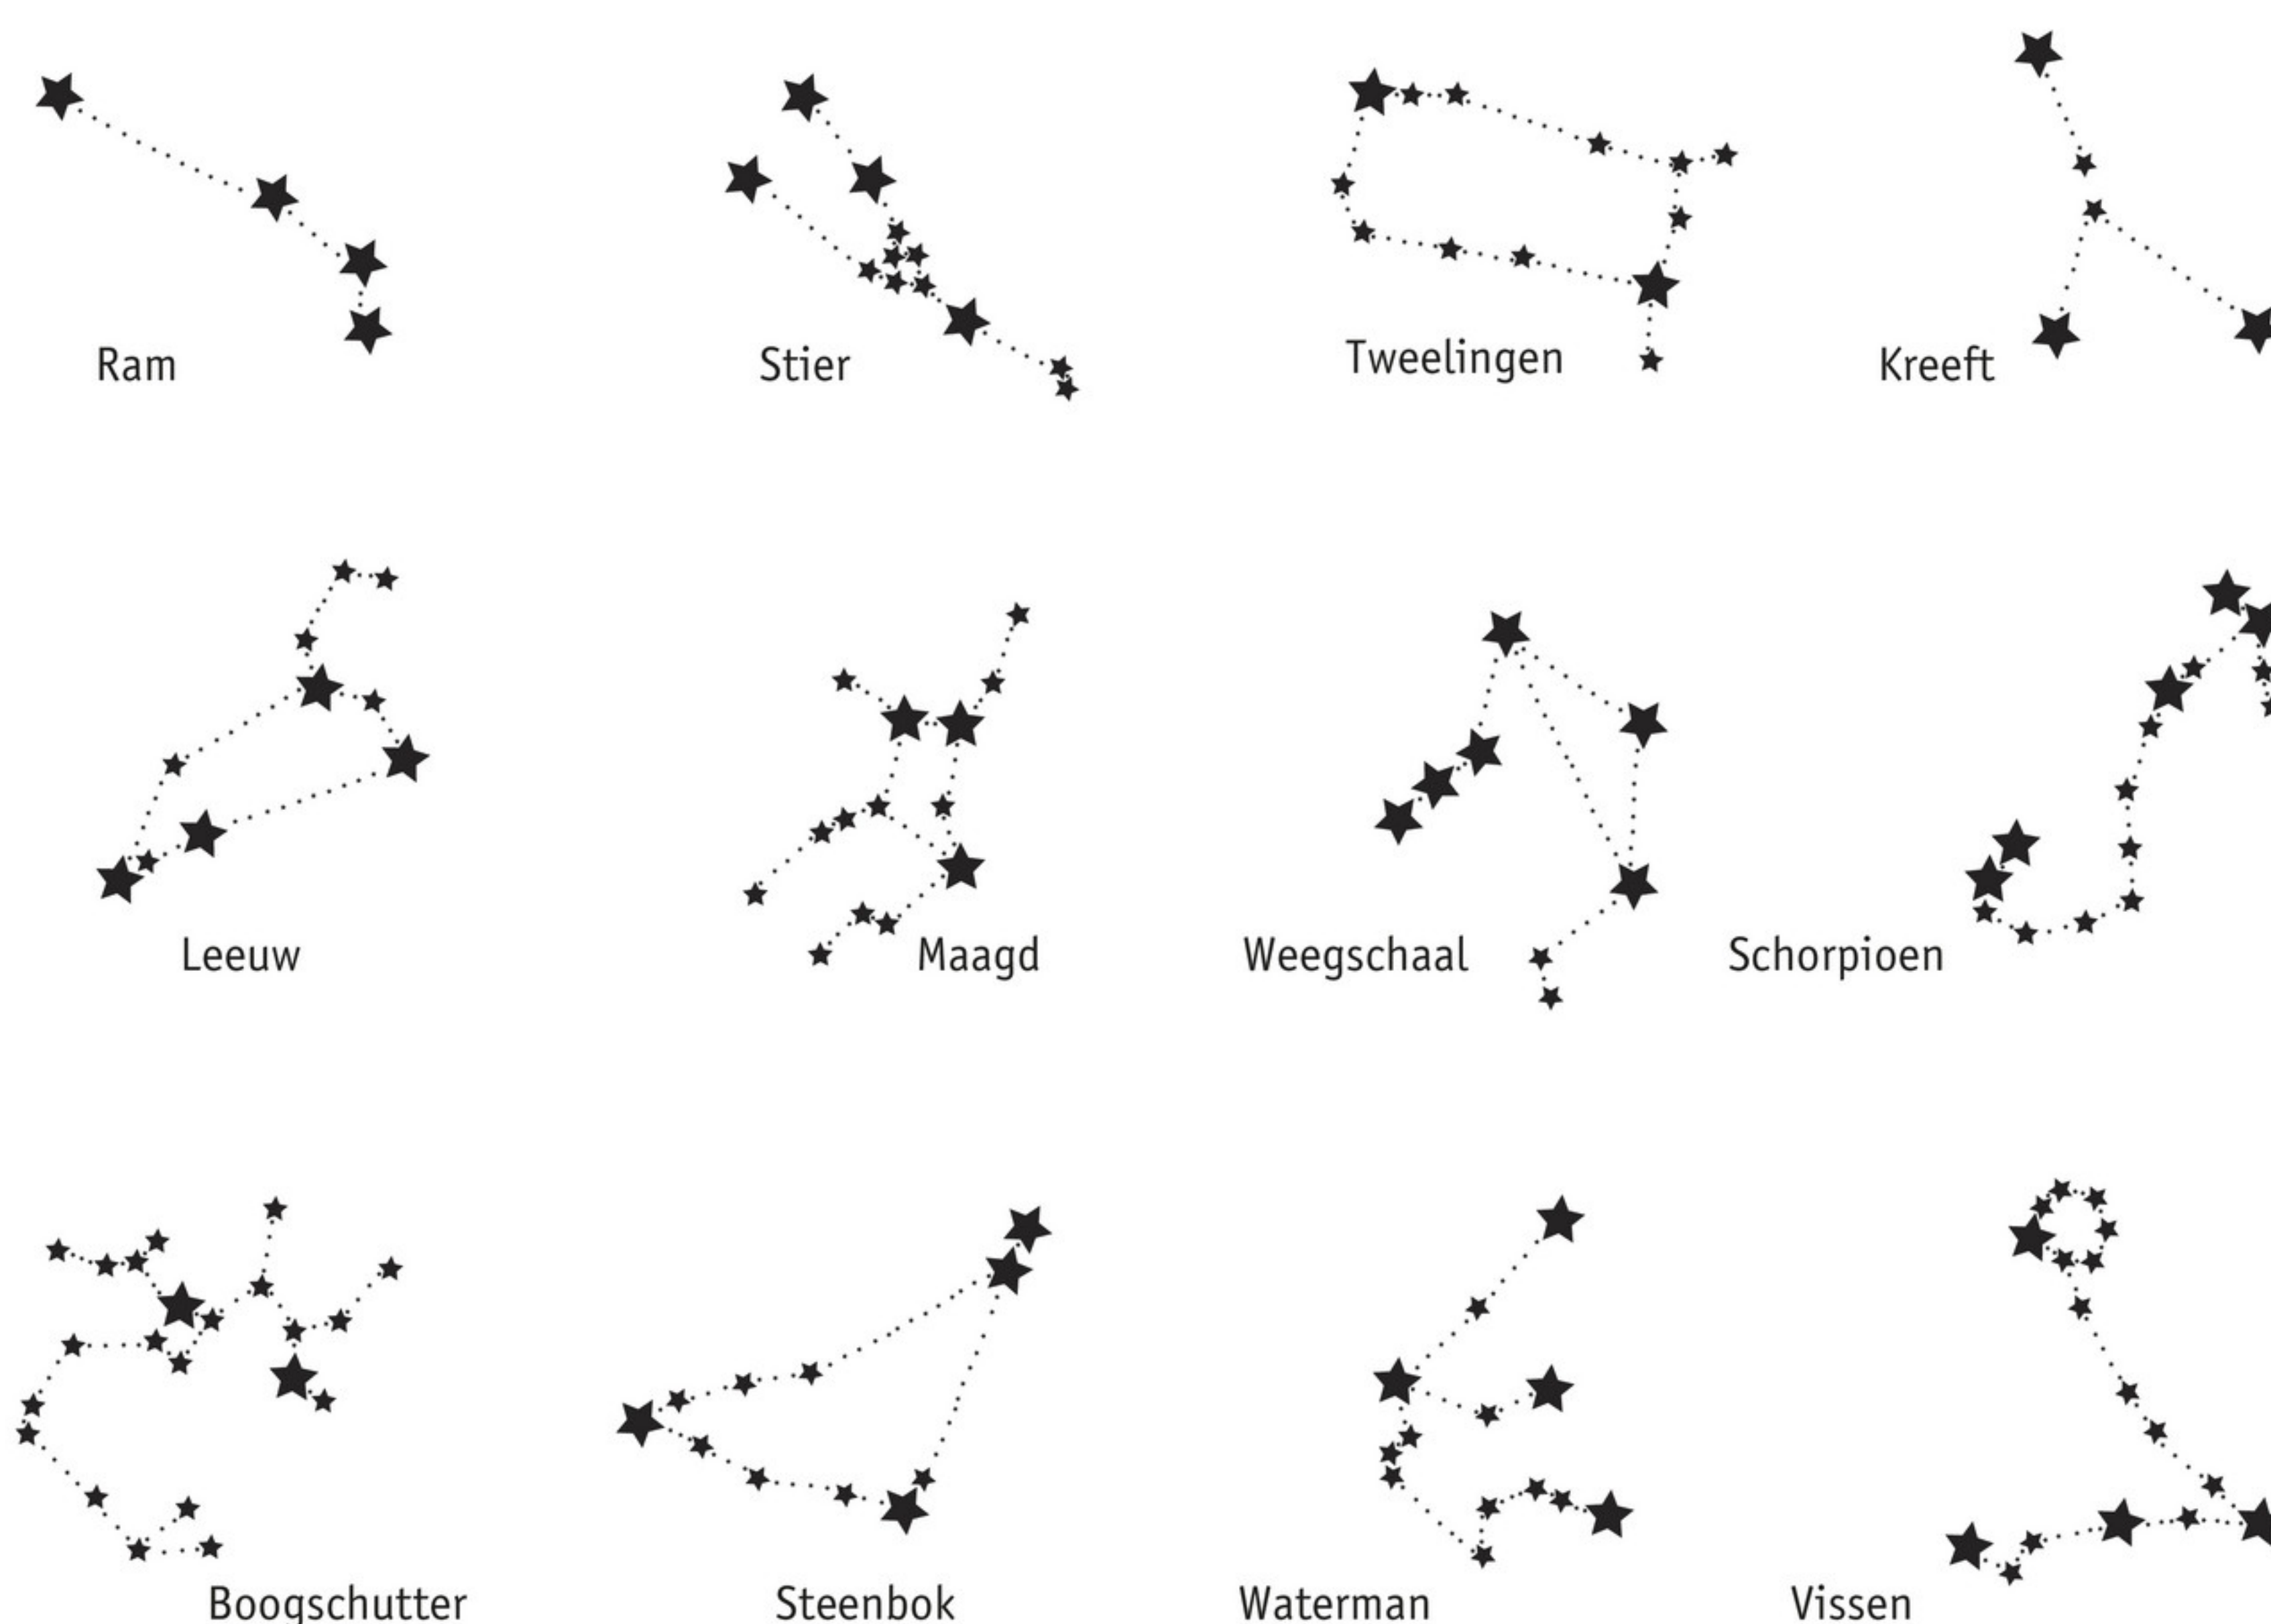 Ram
Stier
Tweelingen
Kreeft
Leeuw
Maagd
Weegschaal
Schorpioen
Boogschutter
Steenbok
Waterman
Vissen